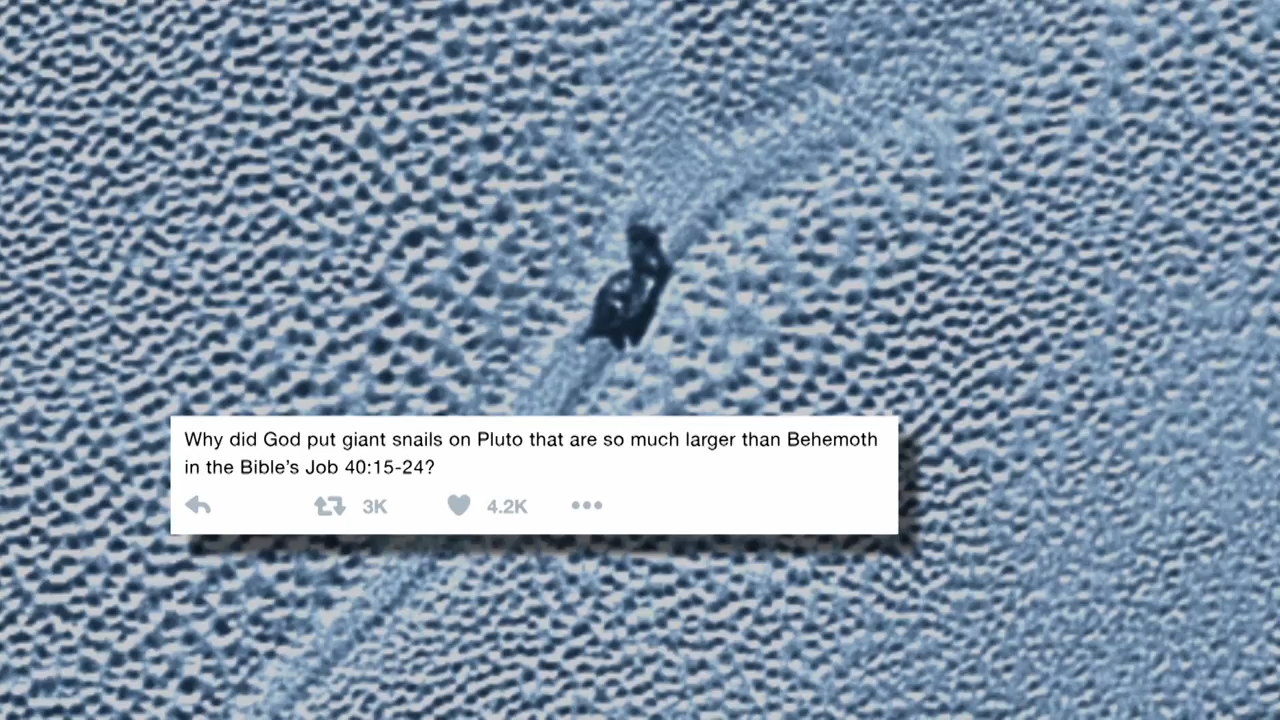 Why did God put giant snails on Pluto that are so much larger than Behemoth
in the Bible’s Job 40:15-24?
3K 4.2K